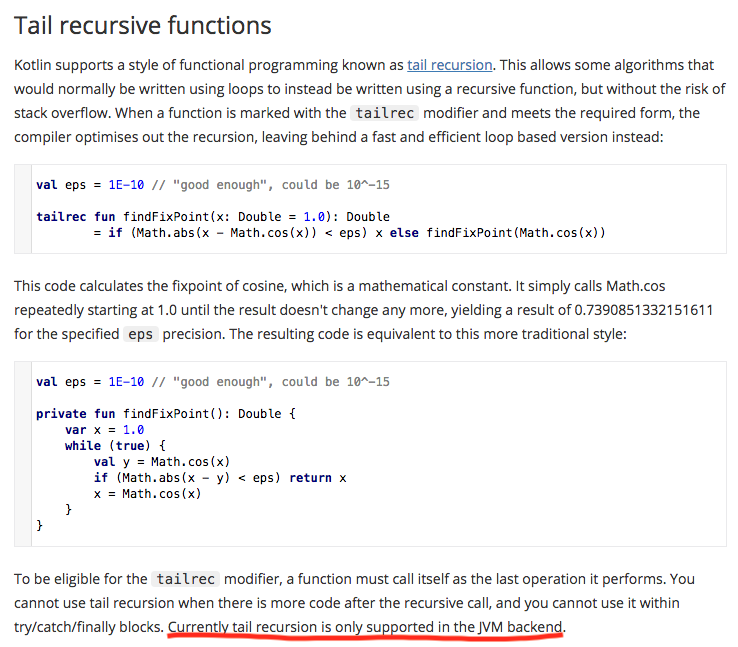 Tail recursive functions
Kotlin supports a style of functional programming known as tail recursion. This allows some algorithms that
would normally be written using loops to instead be written using a recursive function, but without the risk of
stack overflow. When a function is marked with the tailrec modifier and meets the required form, the
compiler optimises out the recursion, leaving behind a fast and efficient loop based version instead:
val eps = 1E-10 // "good enough", could be 10^-15
tailrec fun findFixPoint(x: Double = 1.0): Double
        = if (Math.abs(x - Math.cos(x)) < eps) x else findFixPoint(Math.cos(x))
This code calculates the fixpoint of cosine, which is a mathematical constant. It simply calls Math.cos
repeatedly starting at 1.0 until the result doesn't change any more, yielding a result of 0.7390851332151611
for the specified eps precision. The resulting code is equivalent to this more traditional style:
val eps = 1E-10 // "good enough", could be 10^-15
private fun findFixPoint(): Double {
    var x = 1.0
    while (true) {
        val y = Math.cos(x)
        if (Math.abs(x - y) < eps) return x
        x = Math.cos(x)
    }
}
To be eligible for the tailrec modifier, a function must call itself as the last operation it performs. You
cannot use tail recursion when there is more code after the recursive call, and you cannot use it within
try/catch/finally blocks. Currently tail recursion is only supported in the JVM backend.